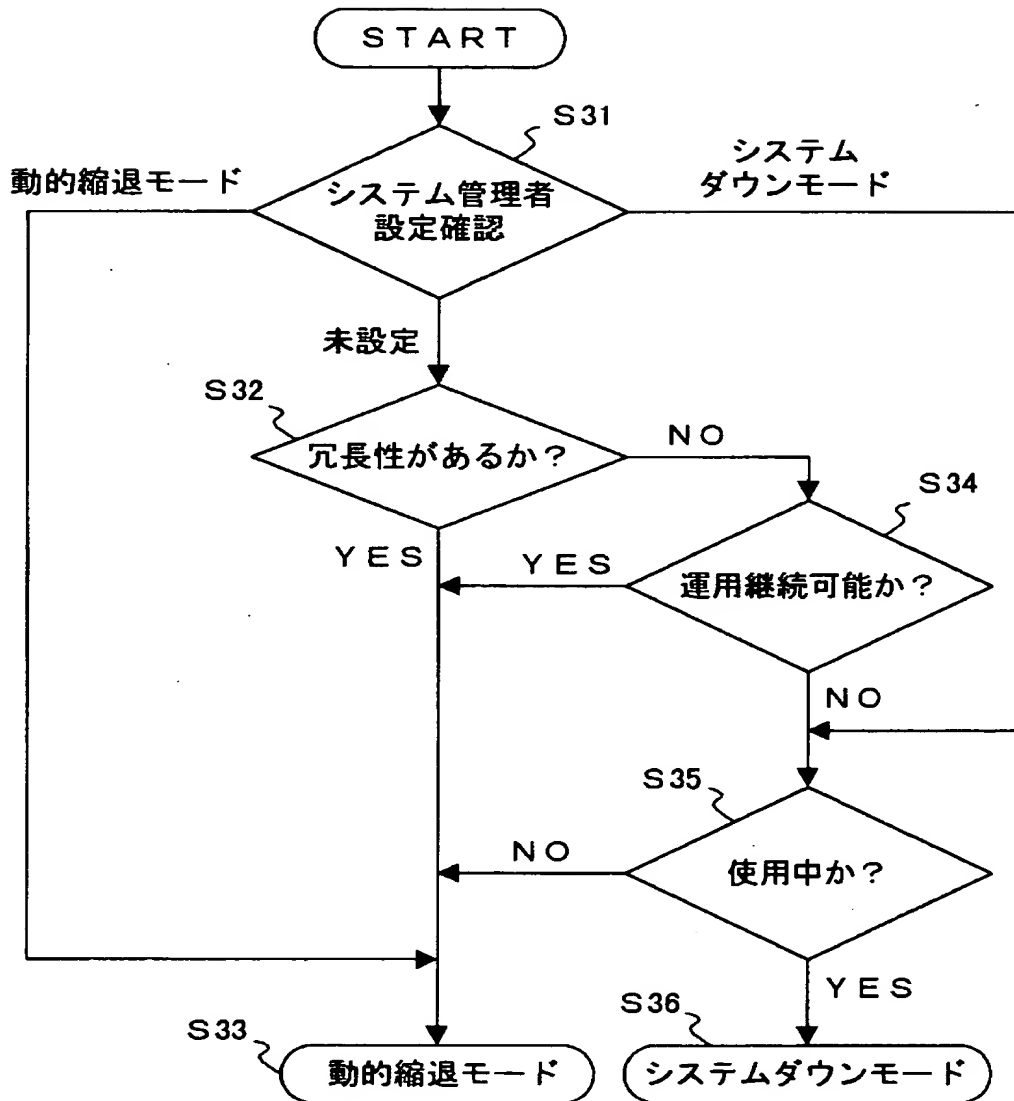 START
S31
動的縮退モード
システム管理者
設定確認
システム
ダウンモード
未設定
S32
冗長性があるか?
NO
S34
YES
YES
運用継続可能か?
NO
S35
NO
使用中か?
YES
S33
動的縮退モード
S36
システムダウンモード